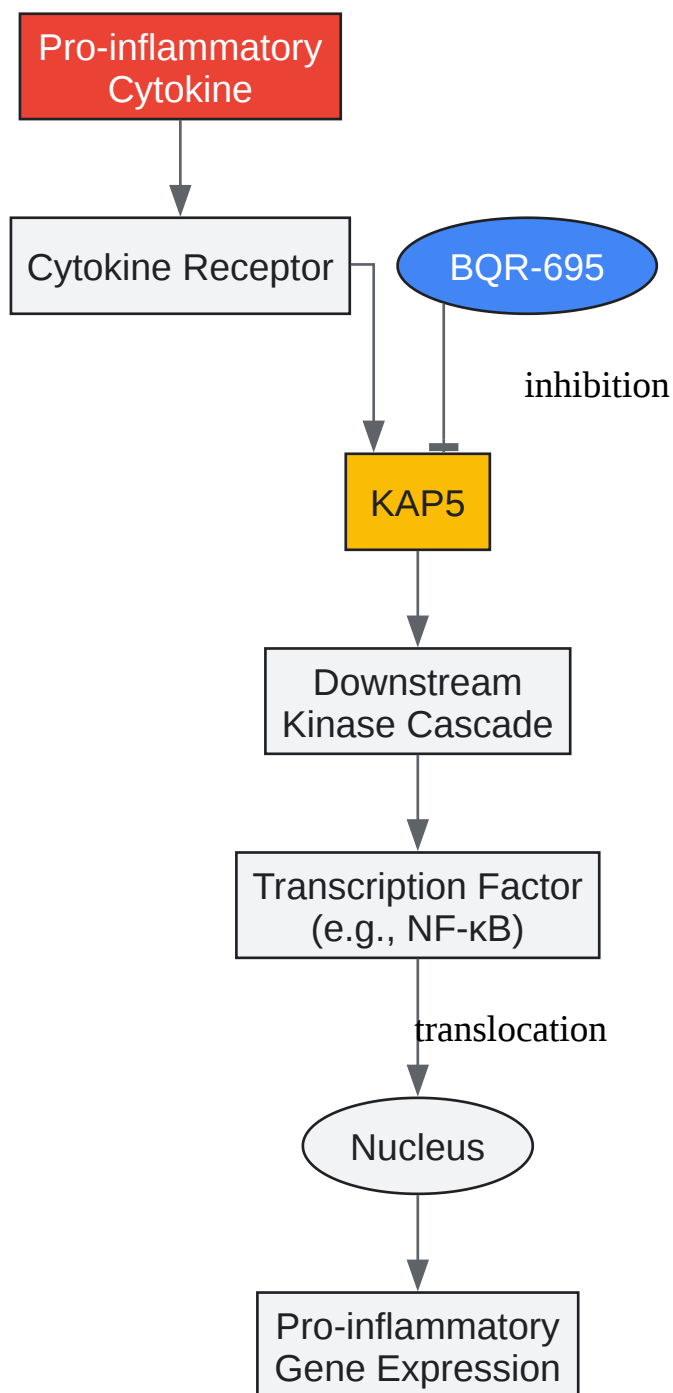 Pro-inflammatory
Cytokine
Cytokine Receptor
BQR-695
inhibition
KAP5
Downstream
Kinase Cascade
Transcription Factor
(e.g., NF-κB)
translocation
Nucleus
Pro-inflammatory
Gene Expression